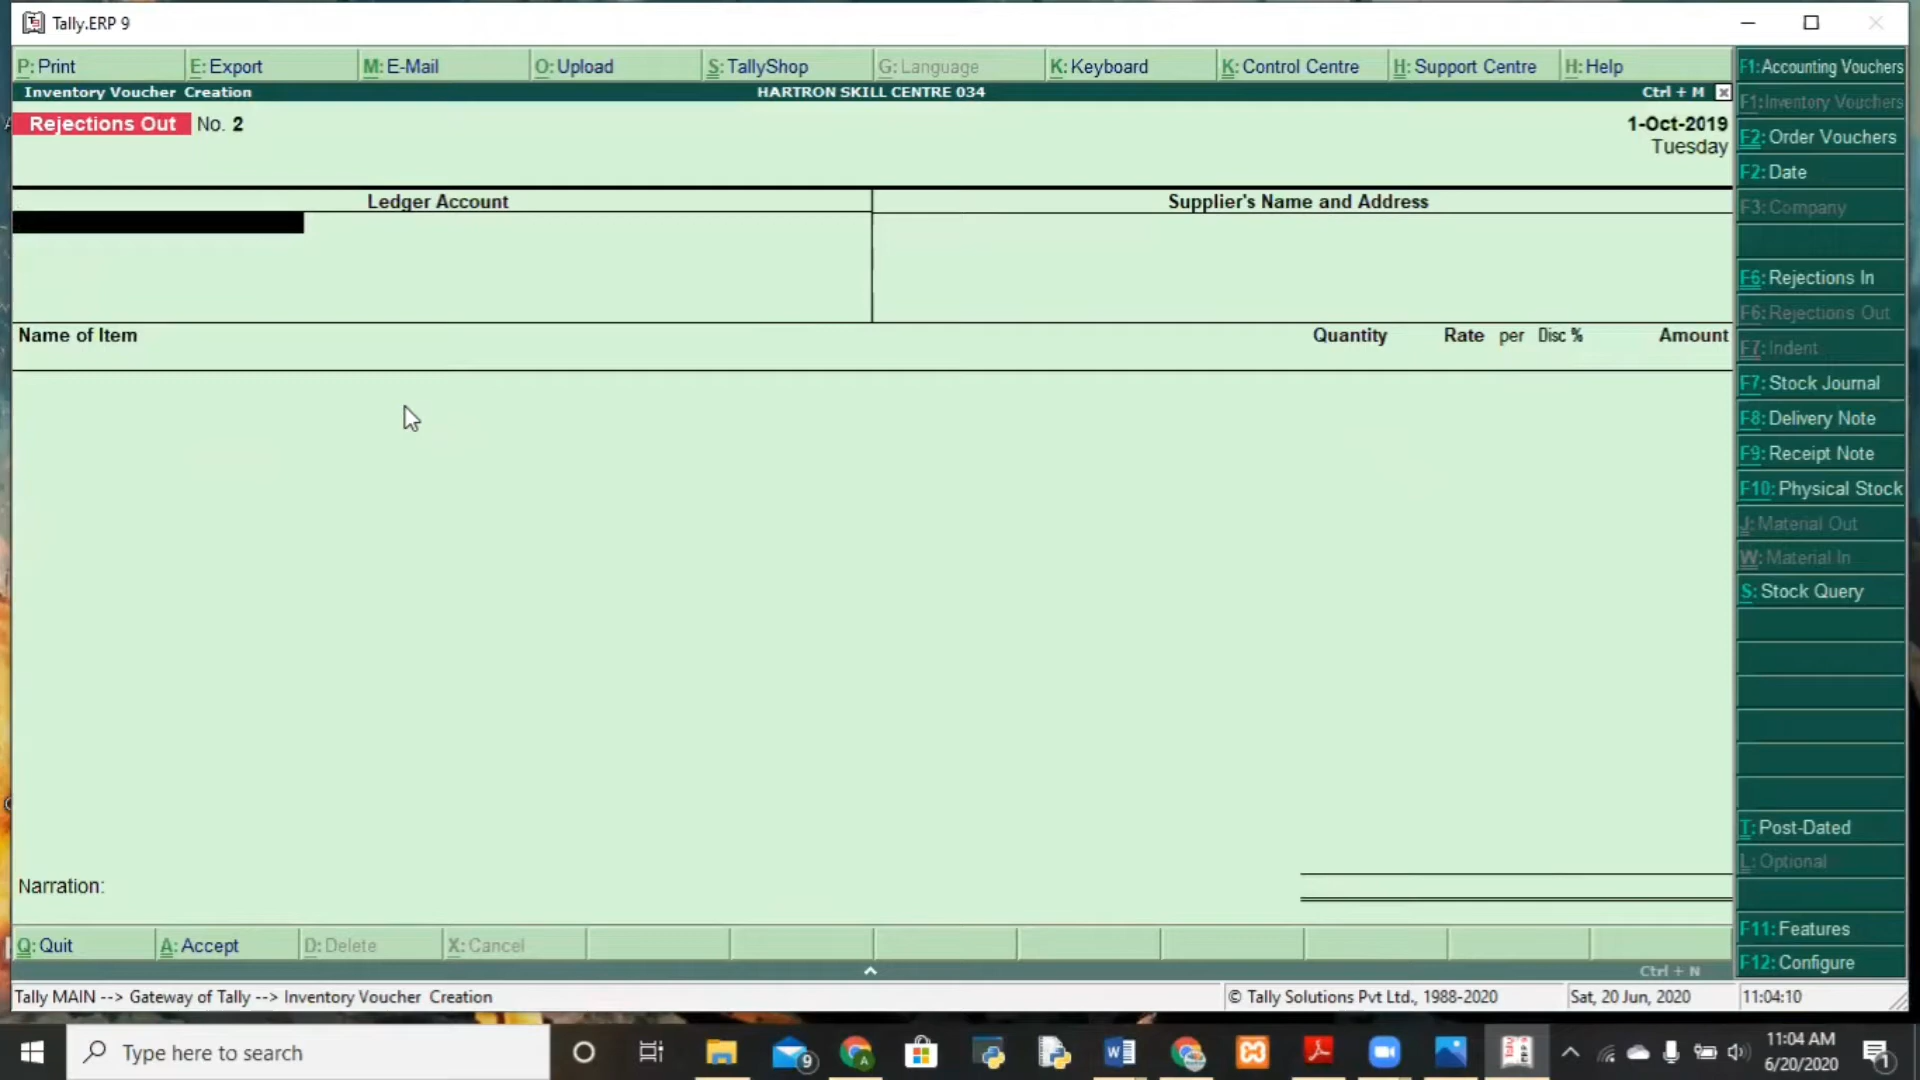 Tally.ERP 9
P: Print
E: Export
M: E-Mail
O: Upload
S: TallyShop
G: Language
K: Keyboard
K: Control Centre
H: Support Centre
H: Help
Inventory Voucher Creation
HARTRON SKILL CENTRE 034
Ctrl + M
Rejections Out No. 2
1-Oct-2019
Tuesday
Ledger Account
Supplier's Name and Address
Name of Item
Quantity
Rate per Disc %
Amount
Narration:
F1: Accounting Vouchers
F1: Inventory Vouchers
F2: Order Vouchers
F2: Date
F3: Company
F6: Rejections In
F6: Rejections Out
F7: Indent
F7: Stock Journal
F8: Delivery Note
F9: Receipt Note
F10: Physical Stock
J: Material Out
W: Material In
S: Stock Query
T: Post-Dated
L: Optional
F11: Features
F12: Configure
Q: Quit
A: Accept
D: Delete
X: Cancel
Ctrl + N
Tally MAIN --> Gateway of Tally --> Inventory Voucher Creation
© Tally Solutions Pvt Ltd., 1988-2020
Sat, 20 Jun, 2020
11:04:10
Type here to search
9
A
11:04 AM
6/20/2020
1